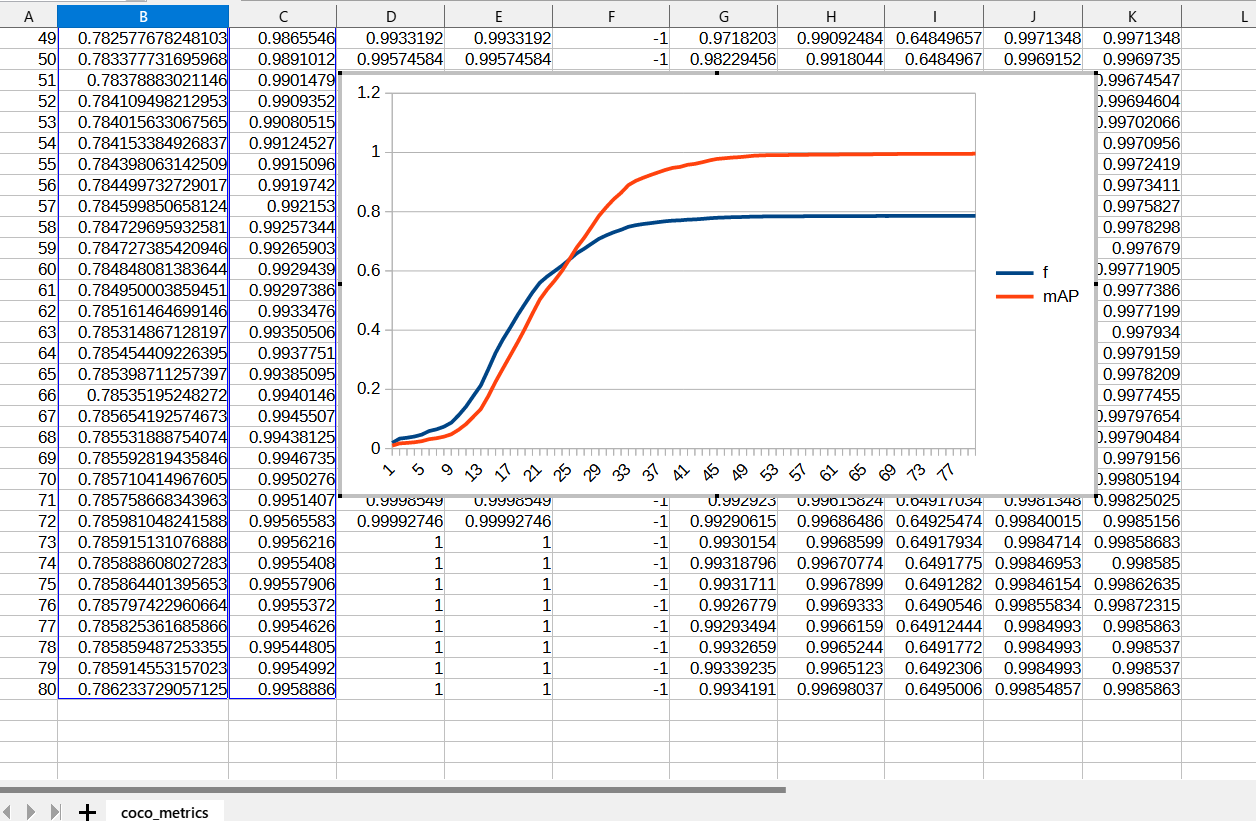 A B C D E F G H I J K L
49 0.782577678248103 0.9865546 0.9933192 0.9933192 -1 0.9718203 0.99092484 0.64849657 0.9971348 0.9971348
50 0.783377731695968 0.9891012 0.99574584 0.99574584 -1 0.98229456 0.9918044 0.6484967 0.9969152 0.9969735
51 0.78378883021146 0.9901479 0.99674547
52 0.784109498212953 0.9909352 0.99694604
53 0.784015633067565 0.99080515 0.99702066
54 0.784153384926837 0.99124527 0.9970956
55 0.784398063142509 0.9915096 0.9972419
56 0.784499732729017 0.9919742 0.9973411
57 0.784599850658124 0.992153 0.9975827
58 0.784729695932581 0.99257344 0.9978298
59 0.784727385420946 0.99265903 0.997679
60 0.784848081383644 0.9929439 0.99771905
61 0.784950003859451 0.99297386 0.9977386
62 0.785161464699146 0.9933476 0.9977199
63 0.785314867128197 0.99350506 0.997934
64 0.785454409226395 0.9937751 0.9979159
65 0.785398711257397 0.99385095 0.9978209
66 0.78535195248272 0.9940146 0.9977455
67 0.785654192574673 0.9945507 0.99797654
68 0.785531888754074 0.99438125 0.99790484
69 0.785592819435846 0.9946735 0.9979156
70 0.785710414967605 0.9950276 0.99805194
71 0.785758668343963 0.9951407 0.9998549 0.9998549 -1 0.992923 0.99615824 0.64917034 0.9981348 0.99825025
72 0.785981048241588 0.99565583 0.99992746 0.99992746 -1 0.99290615 0.99686486 0.64925474 0.99840015 0.9985156
73 0.785915131076888 0.9956216 1 1 -1 0.9930154 0.9968599 0.64917934 0.9984714 0.99858683
74 0.785888608027283 0.9955408 1 1 -1 0.99318796 0.99670774 0.6491775 0.99846953 0.998585
75 0.785864401395653 0.99557906 1 1 -1 0.9931711 0.9967899 0.6491282 0.99846154 0.99862635
76 0.785797422960664 0.9955372 1 1 -1 0.9926779 0.9969333 0.6490546 0.99855834 0.99872315
77 0.785825361685866 0.9954626 1 1 -1 0.99293494 0.9966159 0.64912444 0.9984993 0.9985863
78 0.785859487253355 0.99544805 1 1 -1 0.9932659 0.9965244 0.6491772 0.9984993 0.998537
79 0.785914553157023 0.9954992 1 1 -1 0.99339235 0.9965123 0.6492306 0.9984993 0.998537
80 0.786233729057125 0.9958886 1 1 -1 0.9934191 0.99698037 0.6495006 0.99854857 0.9985863
1.2
1
0.8
0.6
0.4
0.2
0
1 5 9 13 17 21 25 29 33 37 41 45 49 53 57 61 65 69 73 77
f
mAP
coco_metrics